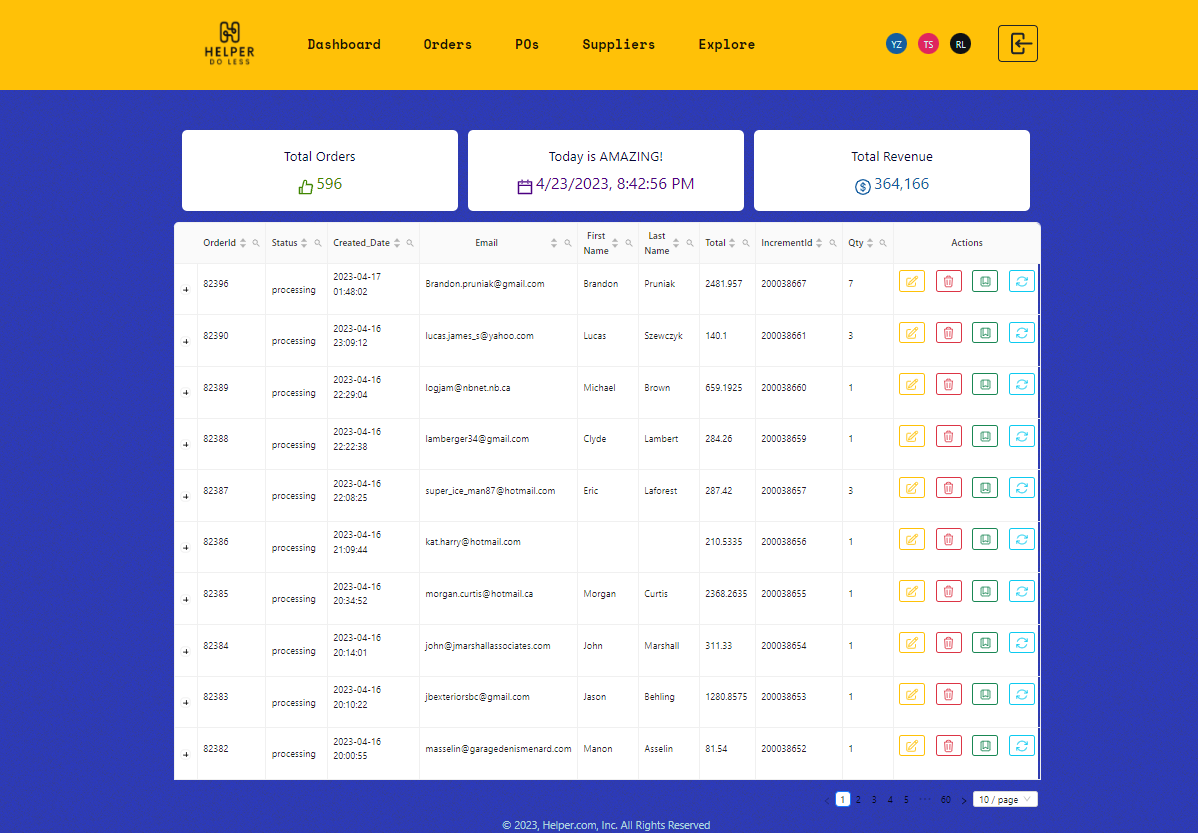 HELPER
DO LESS
Dashboard Orders POs Suppliers Explore
YZ TS RL
Total Orders
596
Today is AMAZING!
4/23/2023, 8:42:56 PM
Total Revenue
364,166
OrderId Status Created_Date Email First Name Last Name Total IncrementId Qty Actions
+ 82396 processing 2023-04-17 01:48:02 Brandon.pruniak@gmail.com Brandon Pruniak 2481.957 200038667 7
+ 82390 processing 2023-04-16 23:09:12 lucas.james_s@yahoo.com Lucas Szewczyk 140.1 200038661 3
+ 82389 processing 2023-04-16 22:29:04 logjam@nbnet.nb.ca Michael Brown 659.1925 200038660 1
+ 82388 processing 2023-04-16 22:22:38 lamberger34@gmail.com Clyde Lambert 284.26 200038659 1
+ 82387 processing 2023-04-16 22:08:25 super_ice_man87@hotmail.com Eric Laforest 287.42 200038657 3
+ 82386 processing 2023-04-16 21:09:44 kat.harry@hotmail.com 210.5335 200038656 1
+ 82385 processing 2023-04-16 20:34:52 morgan.curtis@hotmail.ca Morgan Curtis 2368.2635 200038655 1
+ 82384 processing 2023-04-16 20:14:01 john@jmarshallassociates.com John Marshall 311.33 200038654 1
+ 82383 processing 2023-04-16 20:10:22 jbexteriorsbc@gmail.com Jason Behling 1280.8575 200038653 1
+ 82382 processing 2023-04-16 20:00:55 masselin@garagedenismenard.com Manon Asselin 81.54 200038652 1
< 1 2 3 4 5 ··· 60 > 10 / page
© 2023, Helper.com, Inc. All Rights Reserved